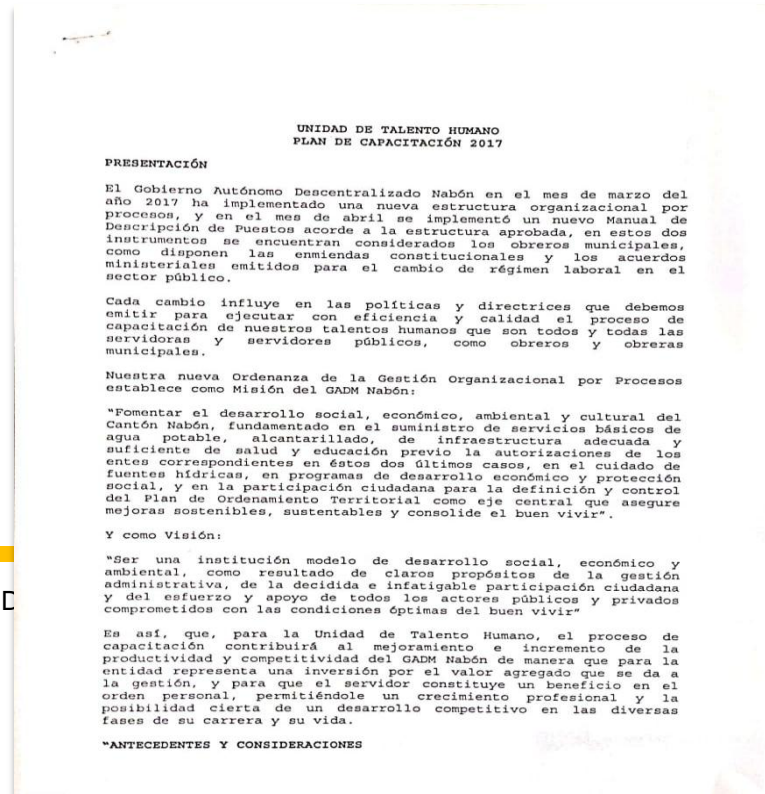 UNIDAD DE TALENTO HUMANO
PLAN DE CAPACITACIÓN 2017
PRESENTACIÓN
El Gobierno Autónomo Descentralizado Nabón en el mes de marzo del
año 2017 ha implementado una nueva estructura organizacional por
procesos, y en el mes de abril se implementó un nuevo Manual de
Descripción de Puestos acorde a la estructura aprobada, en estos dos
instrumentos se encuentran considerados los obreros municipales,
como disponen las enmiendas constitucionales y los acuerdos
ministeriales emitidos para el cambio de régimen laboral en el
sector público.
Cada cambio influye en las políticas y directrices que debemos
emitir para ejecutar con eficiencia y calidad el proceso de
capacitación de nuestros talentos humanos que son todos y todas las
servidoras y servidores públicos, como obreros y obreras
municipales.
Nuestra nueva Ordenanza de la Gestión Organizacional por Procesos
establece como Misión del GADM Nabón:
"Fomentar el desarrollo social, económico, ambiental y cultural del
Cantón Nabón, fundamentado en el suministro de servicios básicos de
agua potable, alcantarillado, de infraestructura adecuada y
suficiente de salud y educación previo la autorizaciones de los
entes correspondientes en éstos dos últimos casos, en el cuidado de
fuentes hídricas, en programas de desarrollo económico y protección
social, y en la participación ciudadana para la definición y control
del Plan de Ordenamiento Territorial como eje central que asegure
mejoras sostenibles, sustentables y consolide el buen vivir".
Y como Visión:
"Ser una institución modelo de desarrollo social, económico y
ambiental, como resultado de claros propósitos de la gestión
administrativa, de la decidida e infatigable participación ciudadana
y del esfuerzo y apoyo de todos los actores públicos y privados
comprometidos con las condiciones óptimas del buen vivir"
Es así, que, para la Unidad de Talento Humano, el proceso de
capacitación contribuirá al mejoramiento e incremento de la
productividad y competitividad del GADM Nabón de manera que para la
entidad representa una inversión por el valor agregado que se da a
la gestión, y para que el servidor constituye un beneficio en el
orden personal, permitiéndole un crecimiento profesional y la
posibilidad cierta de un desarrollo competitivo en las diversas
fases de su carrera y su vida.
"ANTECEDENTES Y CONSIDERACIONES